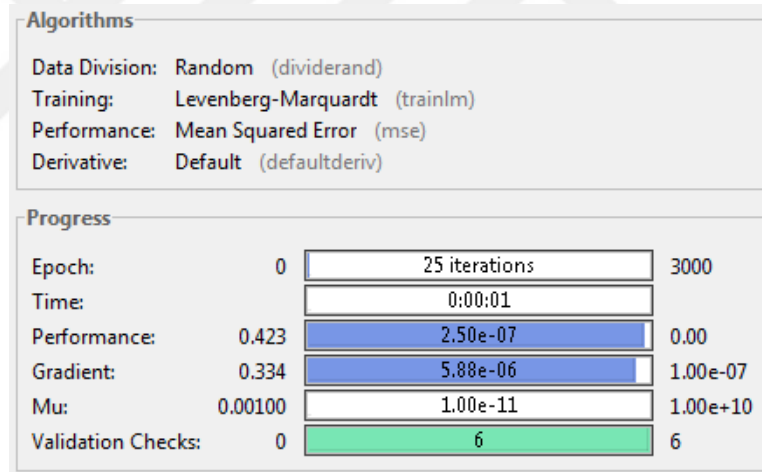 Algorithms
Data Division: Random (dividerand)
Training: Levenberg-Marquardt (trainlm)
Performance: Mean Squared Error (mse)
Derivative: Default (defaultderiv)
Progress
Epoch: 0 25 iterations 3000
Time: 0:00:01
Performance: 0.423 2.50e-07 0.00
Gradient: 0.334 5.88e-06 1.00e-07
Mu: 0.00100 1.00e-11 1.00e+10
Validation Checks: 0 6 6